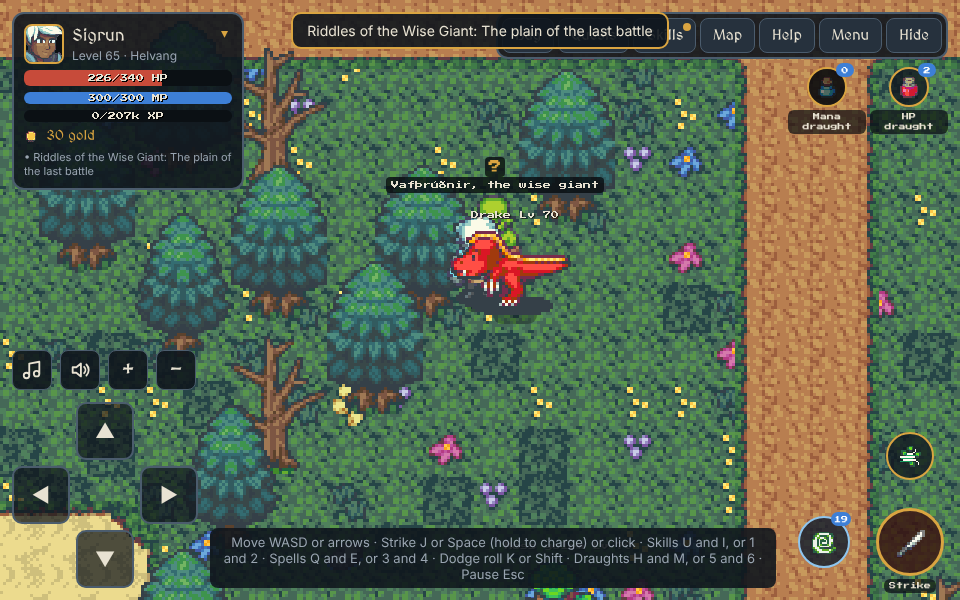 Sigrun
Level 65 · Helvang
226/340 HP
300/300 MP
0/207k XP
30 gold
• Riddles of the Wise Giant: The plain of
the last battle
Riddles of the Wise Giant: The plain of the last battle
Map
Help
Menu
Hide
0
Mana
draught
2
HP
draught
?
Vafþrúðnir, the wise giant
Drake Lv 70
+
-
Move WASD or arrows · Strike J or Space (hold to charge) or click · Skills U and I, or 1
and 2 · Spells Q and E, or 3 and 4 · Dodge roll K or Shift · Draughts H and M, or 5 and 6 ·
Pause Esc
19
Strike